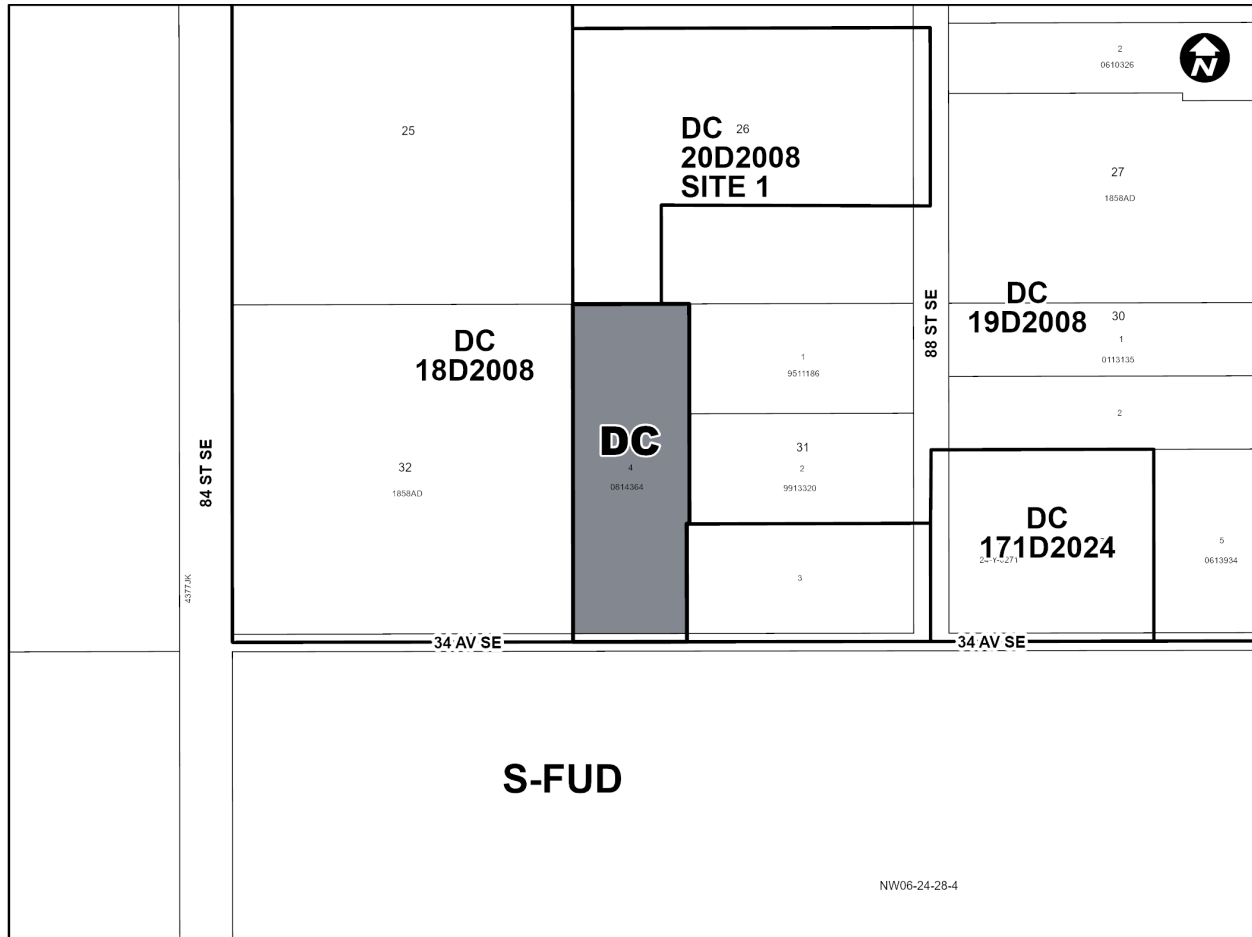 2
0610326
N
25
DC 26
20D2008
SITE 1
27
1858AD
DC
19D2008
30
1
0113135
88 ST SE
DC
18D2008
1
9511186
2
DC
4
0814364
31
2
9913320
32
1858AD
84 ST SE
DC
171D2024
5
0613934
3
4377JK
34 AV SE
34 AV SE
S-FUD
NW06-24-28-4